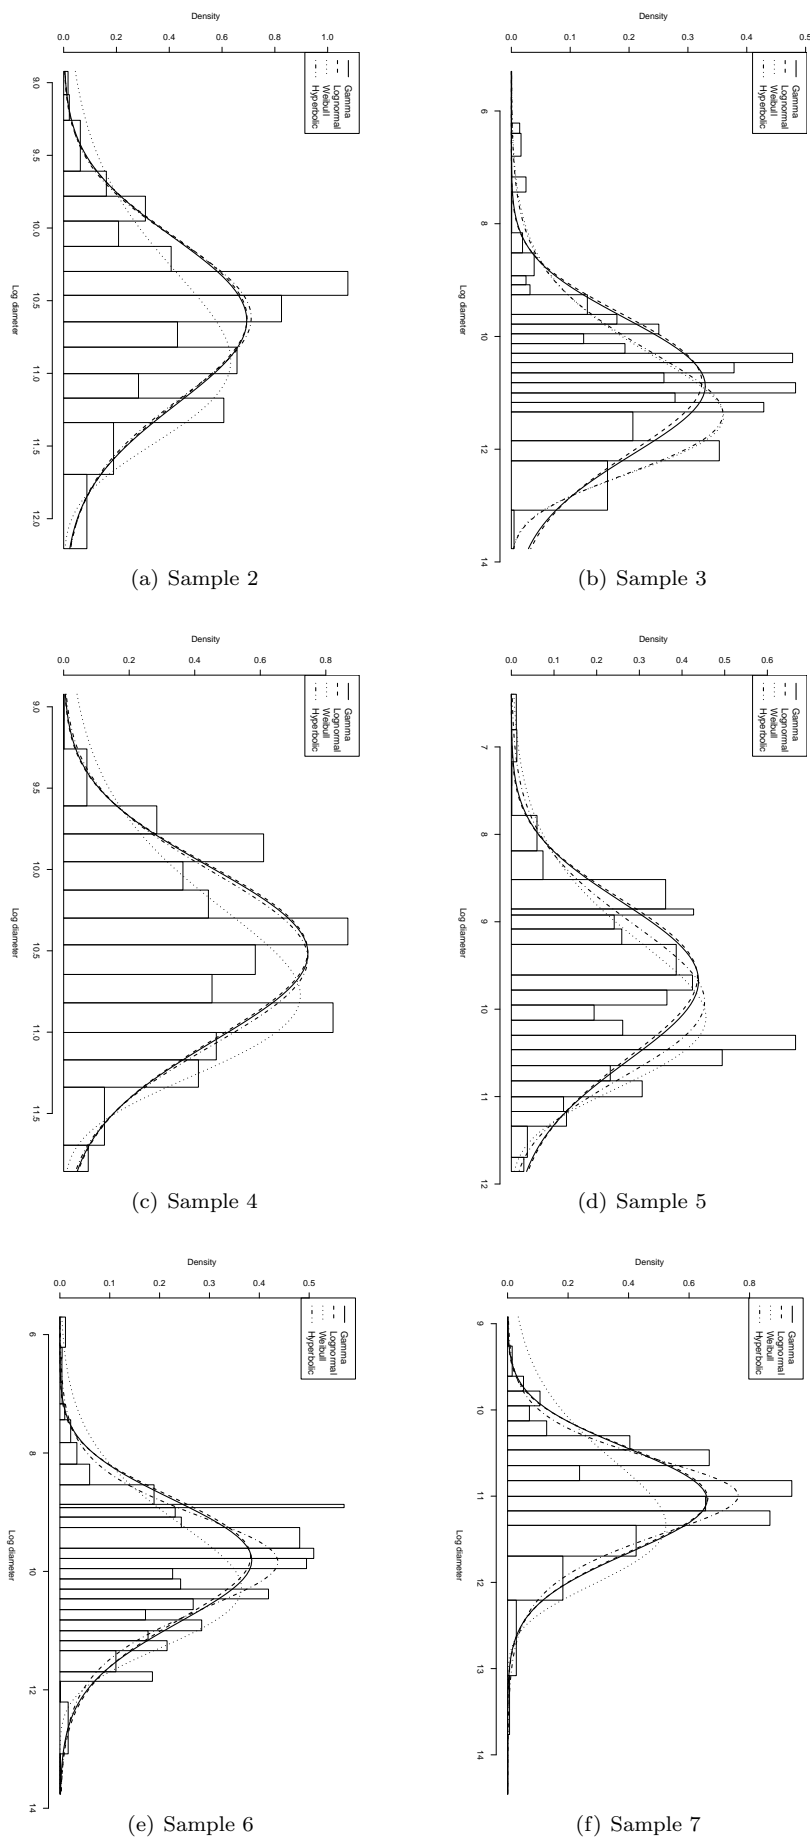 Density
0.0 0.2 0.4 0.6 0.8 1.0
Gamma
Lognormal
Weibull
Hyperbolic
9.0 9.5 10.0 10.5 11.0 11.5 12.0
Log diameter
(a) Sample 2
Density
0.0 0.1 0.2 0.3 0.4 0.5
Gamma
Lognormal
Weibull
Hyperbolic
6 8 10 12 14
Log diameter
(b) Sample 3
Density
0.0 0.2 0.4 0.6 0.8
Gamma
Lognormal
Weibull
Hyperbolic
9.0 9.5 10.0 10.5 11.0 11.5
Log diameter
(c) Sample 4
Density
0.0 0.1 0.2 0.3 0.4 0.5 0.6
Gamma
Lognormal
Weibull
Hyperbolic
7 8 9 10 11 12
Log diameter
(d) Sample 5
Density
0.0 0.1 0.2 0.3 0.4 0.5
Gamma
Lognormal
Weibull
Hyperbolic
6 8 10 12 14
Log diameter
(e) Sample 6
Density
0.0 0.2 0.4 0.6 0.8
Gamma
Lognormal
Weibull
Hyperbolic
9 10 11 12 13 14
Log diameter
(f) Sample 7